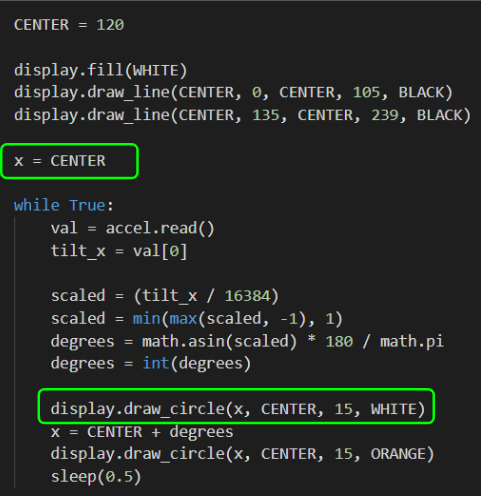 CENTER = 120
display.fill(WHITE)
display.draw_line(CENTER, 0, CENTER, 105, BLACK)
display.draw_line(CENTER, 135, CENTER, 239, BLACK)
x = CENTER
while True:
    val = accel.read()
    tilt_x = val[0]
    scaled = (tilt_x / 16384)
    scaled = min(max(scaled, -1), 1)
    degrees = math.asin(scaled) * 180 / math.pi
    degrees = int(degrees)
    display.draw_circle(x, CENTER, 15, WHITE)
    x = CENTER + degrees
    display.draw_circle(x, CENTER, 15, ORANGE)
    sleep(0.5)